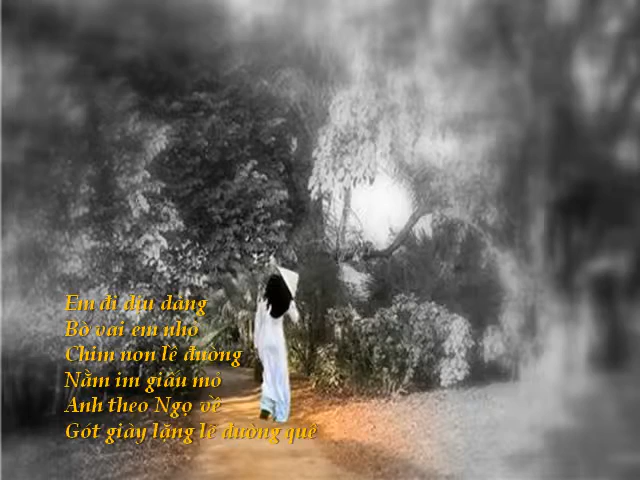 Em đi dịu dàng
Bờ vai em nhỏ
Chim non lề đường
Nằm im giấu mỏ
Anh theo Ngọ về
Gót giày lặng lẽ đường quê